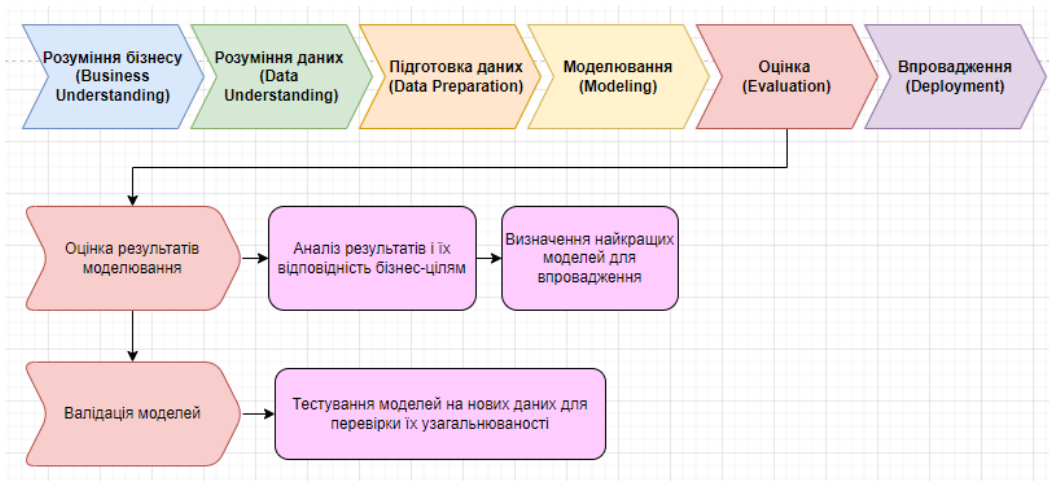 Розуміння бізнесу
(Business
Understanding)
Розуміння даних
(Data
Understanding)
Підготовка даних
(Data Preparation)
Моделювання
(Modeling)
Оцінка
(Evaluation)
Впровадження
(Deployment)
Оцінка результатів
моделювання
Аналіз результатів і їх
відповідність бізнес-цілям
Визначення найкращих
моделей для
впровадження
Валідація моделей
Тестування моделей на нових даних для
перевірки їх узагальнюваності